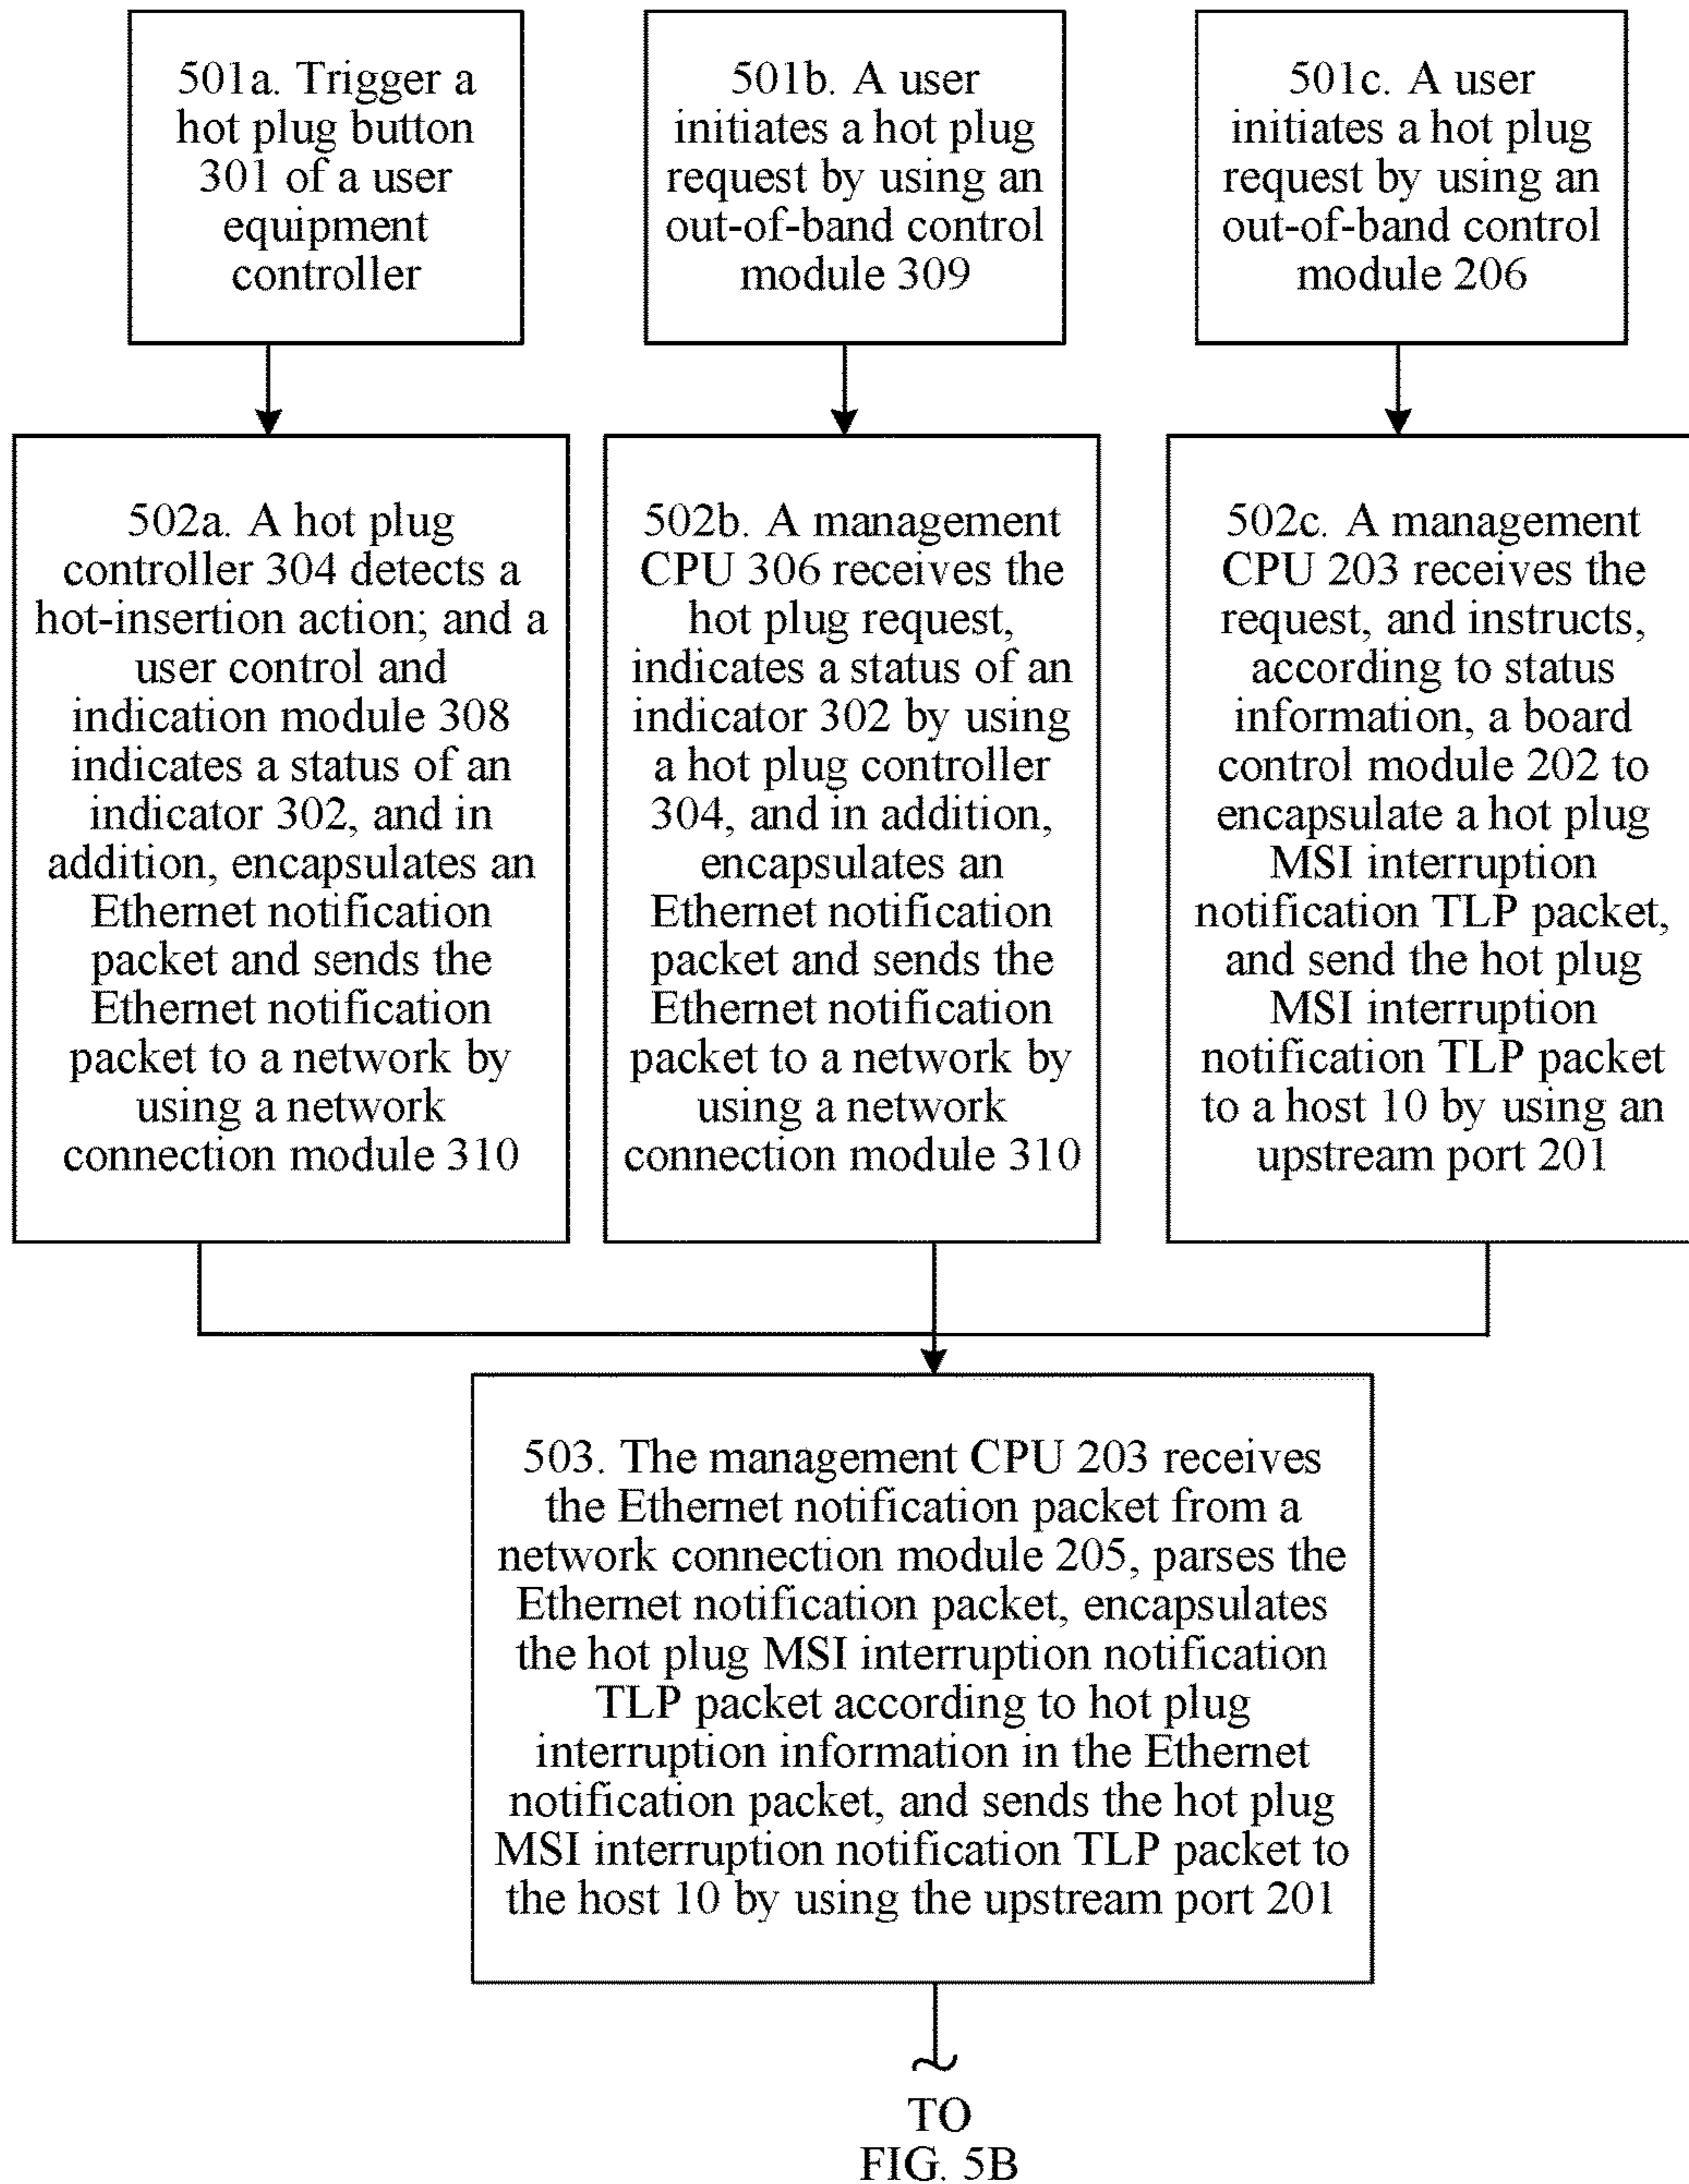 501a. Trigger a
hot plug button
301 of a user
equipment
controller
501b. A user
initiates a hot plug
request by using an
out-of-band control
module 309
501c. A user
initiates a hot plug
request by using an
out-of-band control
module 206
502a. A hot plug
controller 304 detects a
hot-insertion action; and a
user control and
indication module 308
indicates a status of an
indicator 302, and in
addition, encapsulates an
Ethernet notification
packet and sends the
Ethernet notification
packet to a network by
using a network
connection module 310
502b. A management
CPU 306 receives the
hot plug request,
indicates a status of an
indicator 302 by using
a hot plug controller
304, and in addition,
encapsulates an
Ethernet notification
packet and sends the
Ethernet notification
packet to a network by
using a network
connection module 310
502c. A management
CPU 203 receives the
request, and instructs,
according to status
information, a board
control module 202 to
encapsulate a hot plug
MSI interruption
notification TLP packet,
and send the hot plug
MSI interruption
notification TLP packet
to a host 10 by using an
upstream port 201
503. The management CPU 203 receives
the Ethernet notification packet from a
network connection module 205, parses the
Ethernet notification packet, encapsulates
the hot plug MSI interruption notification
TLP packet according to hot plug
interruption information in the Ethernet
notification packet, and sends the hot plug
MSI interruption notification TLP packet to
the host 10 by using the upstream port 201
TO
FIG. 5B